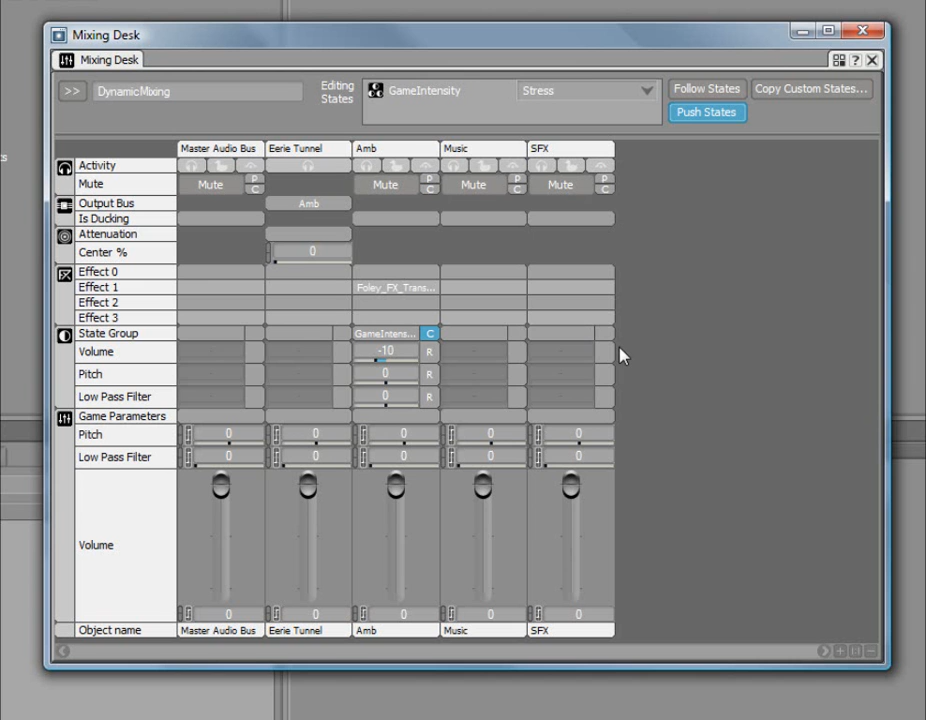 Mixing Desk
Mixing Desk
?
>> DynamicMixing Editing States GameIntensity Stress Follow States Copy Custom States...
Push States
Master Audio Bus Eerie Tunnel Amb Music SFX
Activity
Mute Mute P C Mute P C Mute P C Mute P C
Output Bus Amb
Is Ducking
Attenuation
Center % 0
Effect 0
Effect 1 Foley_FX_Trans...
Effect 2
Effect 3
State Group GameIntens... C
Volume - - -10 R - -
Pitch - - 0 R - -
Low Pass Filter - - 0 R - -
Game Parameters
Pitch 0 0 0 0 0
Low Pass Filter 0 0 0 0 0
Volume
0 0 0 0 0
Object name Master Audio Bus Eerie Tunnel Amb Music SFX